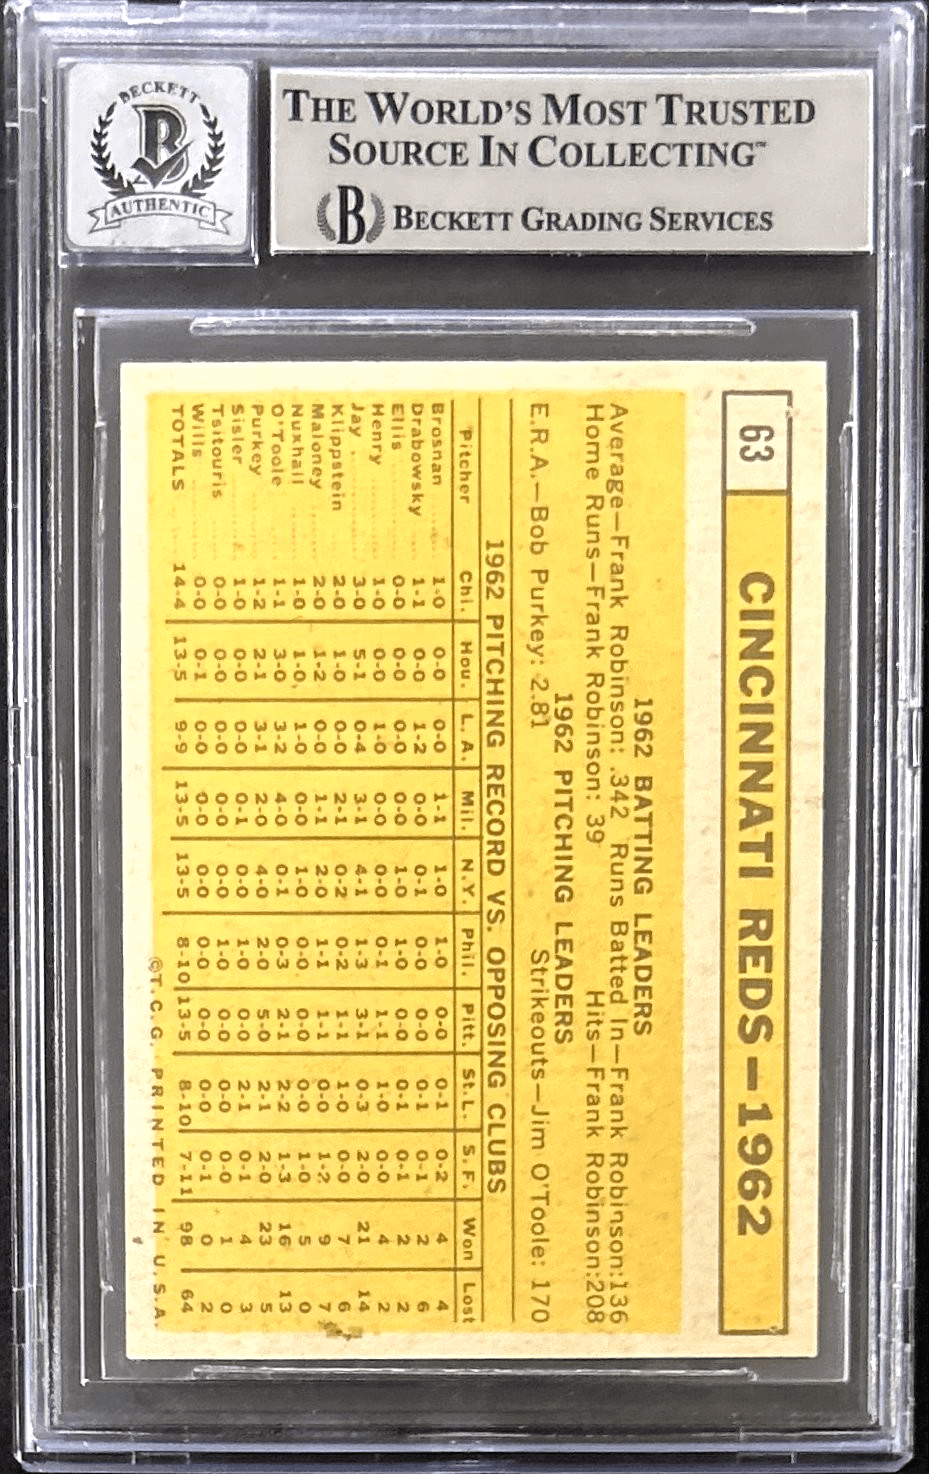 BECKETT
B
AUTHENTIC
THE WORLD'S MOST TRUSTED
SOURCE IN COLLECTING™
B BECKETT GRADING SERVICES
63 CINCINNATI REDS—1962
1962 BATTING LEADERS
Average—Frank Robinson: .342 Runs Batted In—Frank Robinson:136
Home Runs—Frank Robinson: 39 Hits—Frank Robinson:208
1962 PITCHING LEADERS
E.R.A.—Bob Purkey: 2.81 Strikeouts—Jim O'Toole: 170
1962 PITCHING RECORD VS. OPPOSING CLUBS
Pitcher Chi. Hou. L.A. Mil. N.Y. Phil. Pitt. St.L. S.F. Won Lost
Brosnan 1-0 0-0 0-0 1-1 1-0 1-0 0-0 0-1 0-2 4 4
Drabowsky 1-1 0-0 1-2 0-0 0-1 0-0 0-0 0-1 0-1 2 6
Ellis 0-0 0-0 0-0 0-0 1-0 1-0 0-0 0-1 0-1 2 2
Henry 1-0 0-0 1-0 0-0 0-0 0-1 1-1 1-0 0-0 4 2
Jay 3-0 5-1 0-4 3-1 4-1 1-3 3-1 0-3 2-0 21 14
Klippstein 2-0 1-0 0-0 2-1 0-2 0-2 1-1 1-0 0-0 7 6
Maloney 2-0 1-2 0-0 1-1 2-0 1-1 1-1 0-0 1-2 9 7
Nuxhall 1-0 1-0 1-0 0-0 1-0 0-0 0-0 0-0 1-0 5 0
O'Toole 1-1 3-0 3-2 4-0 0-1 0-3 2-1 2-2 1-3 16 13
Purkey 1-2 2-1 3-1 2-0 4-0 2-0 5-0 2-1 2-0 23 5
Sisler 1-0 0-0 0-0 0-1 0-0 1-0 0-0 2-1 0-1 4 3
Tsitouris 0-0 0-0 0-0 0-0 0-0 1-0 0-0 0-0 0-0 1 0
Wills 0-0 0-1 0-0 0-0 0-0 0-0 0-0 0-0 0-1 0 2
TOTALS 14-4 13-5 9-9 13-5 13-5 8-10 13-5 8-10 7-11 98 64
©T.C.G. PRINTED IN U.S.A.